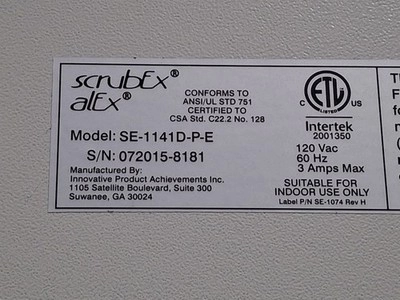 scrubEx®
alEx®
CONFORMS TO
ANSI/UL STD 751
CERTIFIED TO
CSA Std. C22.2 No. 128
Model: SE-1141D-P-E
S/N: 072015-8181
Manufactured By:
Innovative Product Achievements Inc.
1105 Satellite Boulevard, Suite 300
Suwanee, GA 30024
C ETL US
LISTED
Intertek
2001350
120 Vac
60 Hz
3 Amps Max
SUITABLE FOR
INDOOR USE ONLY
Label P/N SE-1074 Rev H